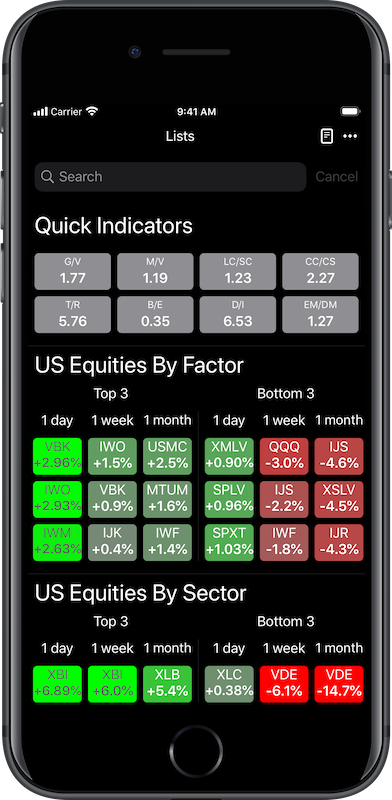 Carrier 9:41 AM
Lists
Search Cancel
Quick Indicators
G/V M/V LC/SC CC/CS
1.77 1.19 1.23 2.27
T/R B/E D/I EM/DM
5.76 0.35 6.53 1.27
US Equities By Factor
Top 3 Bottom 3
1 day 1 week 1 month 1 day 1 week 1 month
VBK IWO USMC XMLV QQQ IJS
+2.96% +1.5% +2.5% +0.90% -3.0% -4.6%
IWO VBK MTUM SPLV IJS XSLV
+2.93% +0.9% +1.6% +0.96% -2.2% -4.5%
IWM IJK IWF SPXT IWF IJR
+2.63% +0.4% +1.4% +1.03% -1.8% -4.3%
US Equities By Sector
Top 3 Bottom 3
1 day 1 week 1 month 1 day 1 week 1 month
XBI XBI XLB XLC VDE VDE
+6.89% +6.0% +5.4% +0.38% -6.1% -14.7%